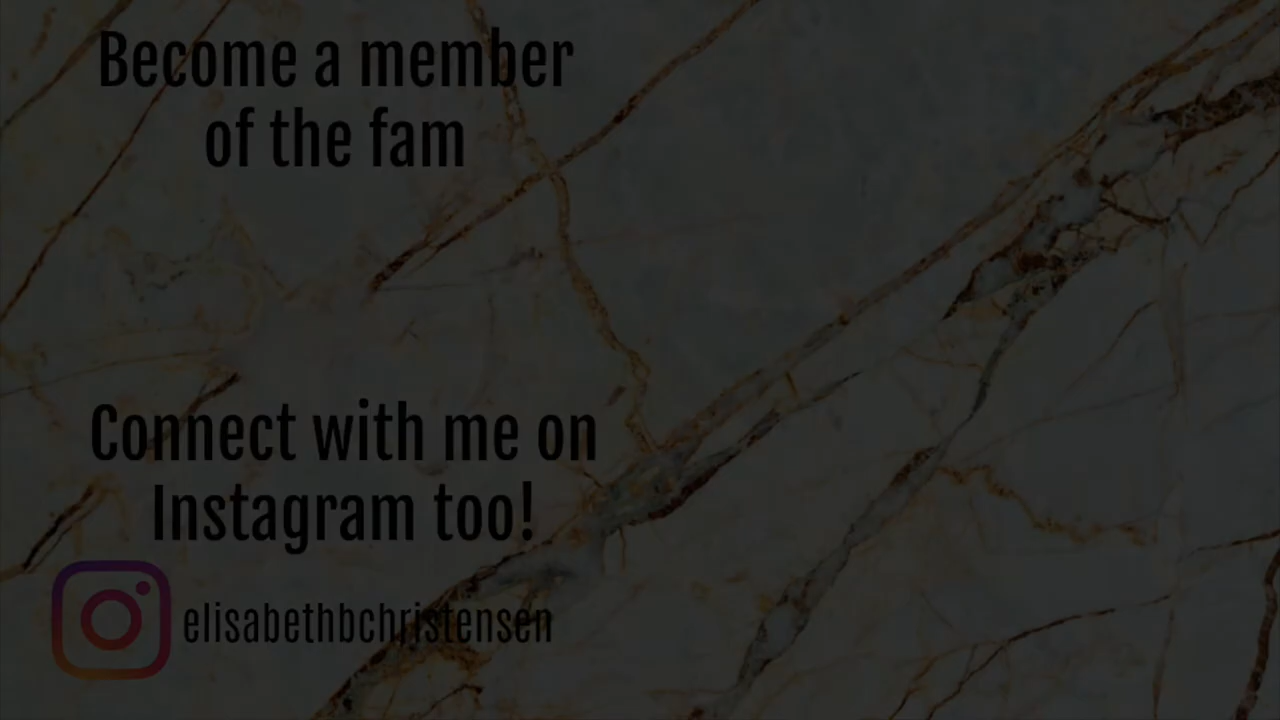 Become a member
of the fam
Connect with me on
Instagram too!
elisabethbchristensen